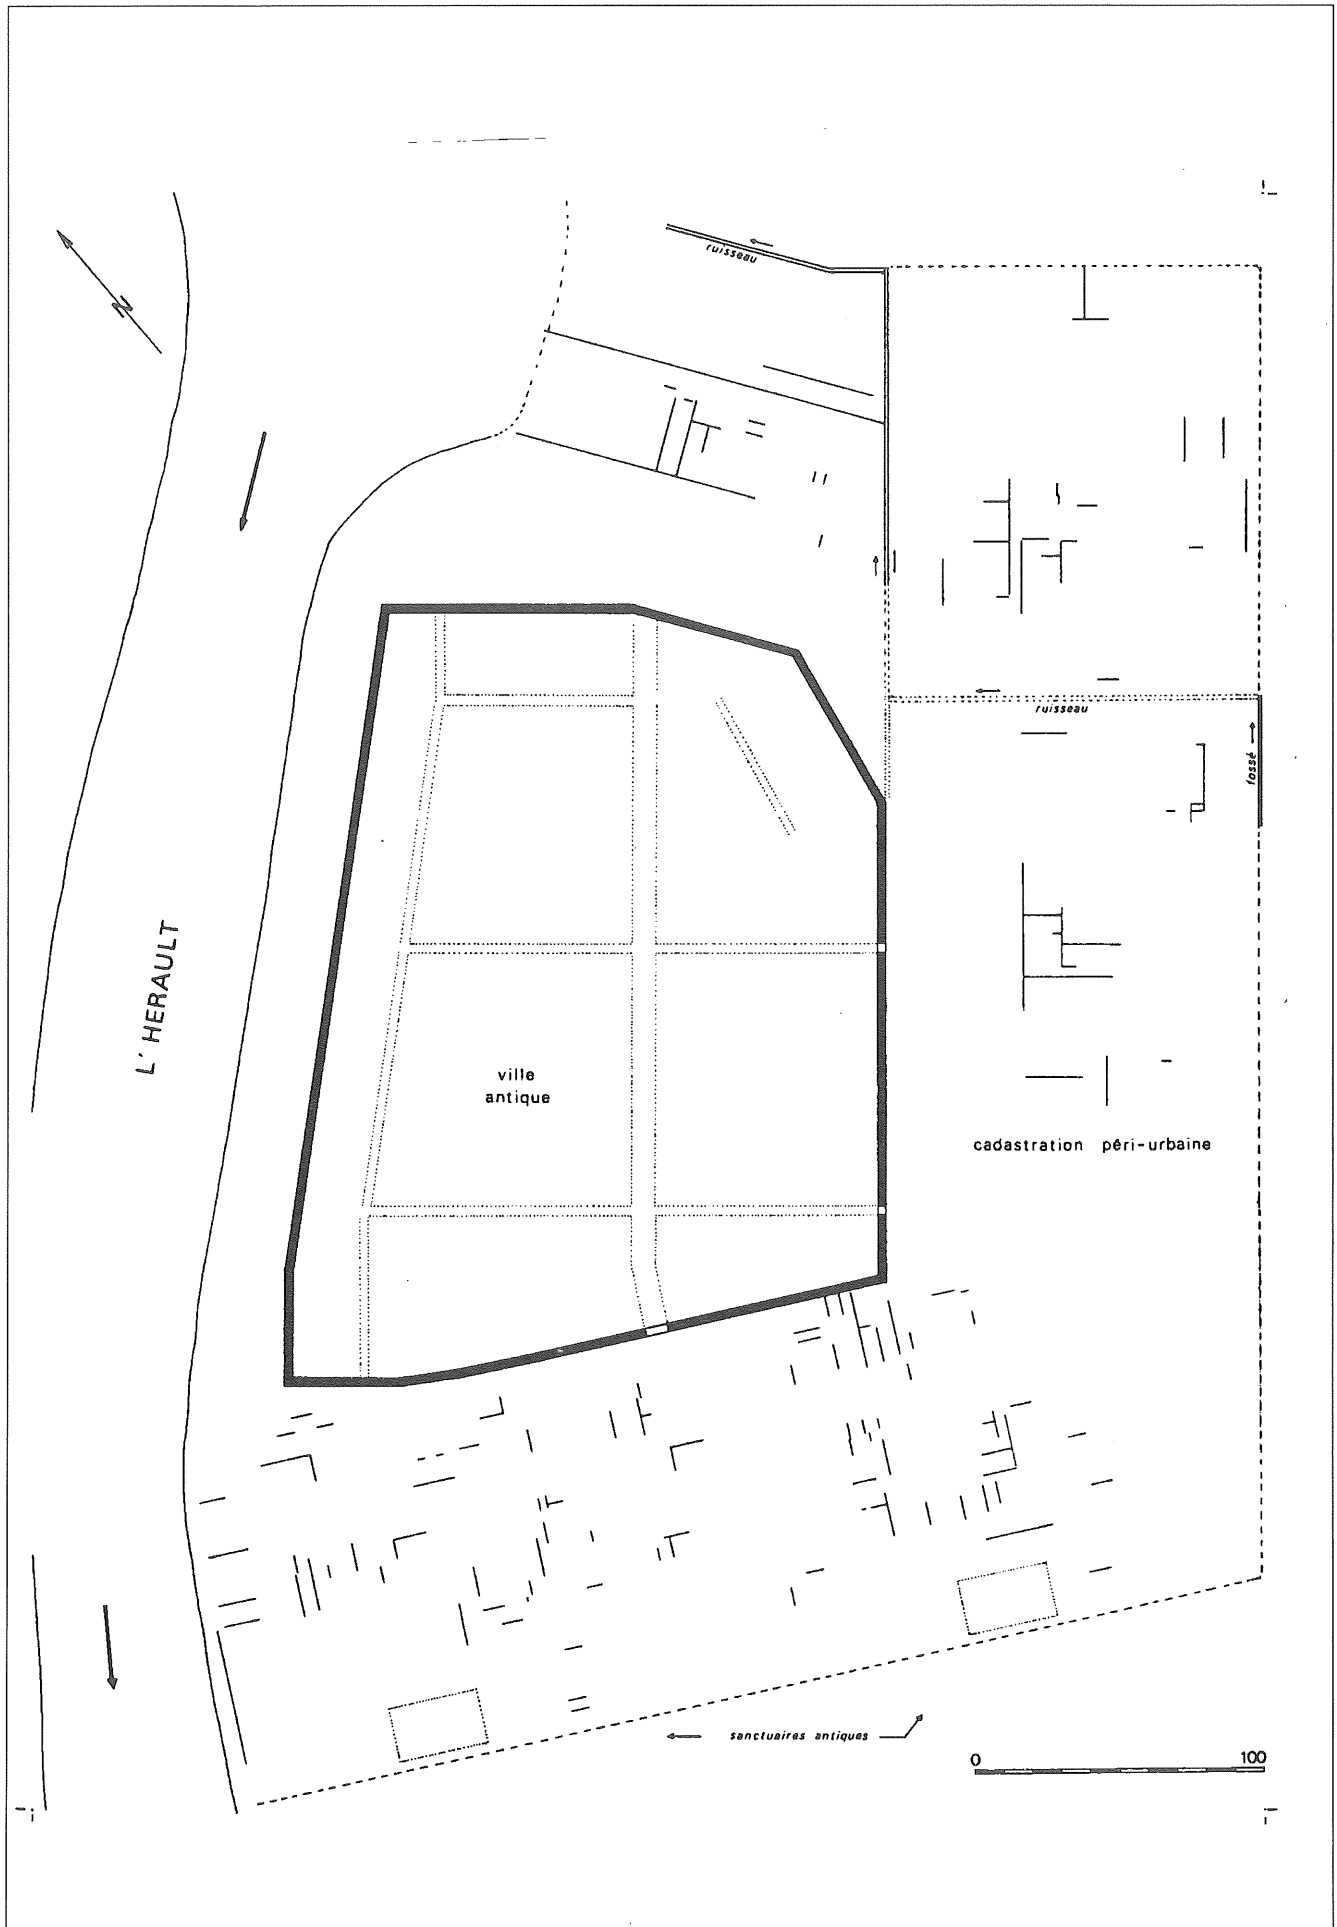 ruisseau
N
ruisseau
fossé
L' HERAULT
ville
antique
cadastration péri-urbaine
sanctuaires antiques
0 100